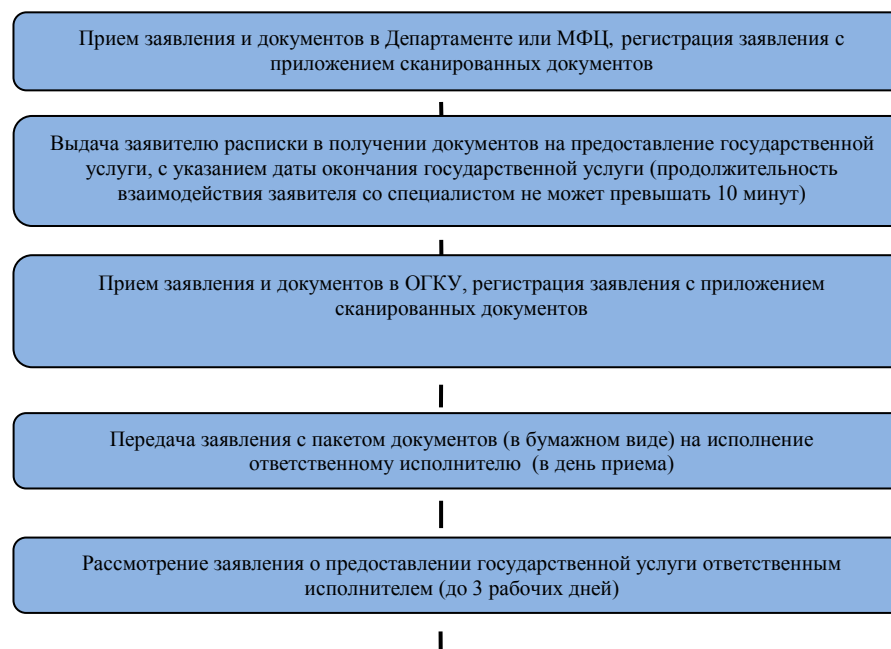 Прием заявления и документов в Департаменте или МФЦ, регистрация заявления с
приложением сканированных документов
Выдача заявителю расписки в получении документов на предоставление государственной
услуги, с указанием даты окончания государственной услуги (продолжительность
взаимодействия заявителя со специалистом не может превышать 10 минут)
Прием заявления и документов в ОГКУ, регистрация заявления с приложением
сканированных документов
Передача заявления с пакетом документов (в бумажном виде) на исполнение
ответственному исполнителю (в день приема)
Рассмотрение заявления о предоставлении государственной услуги ответственным
исполнителем (до 3 рабочих дней)